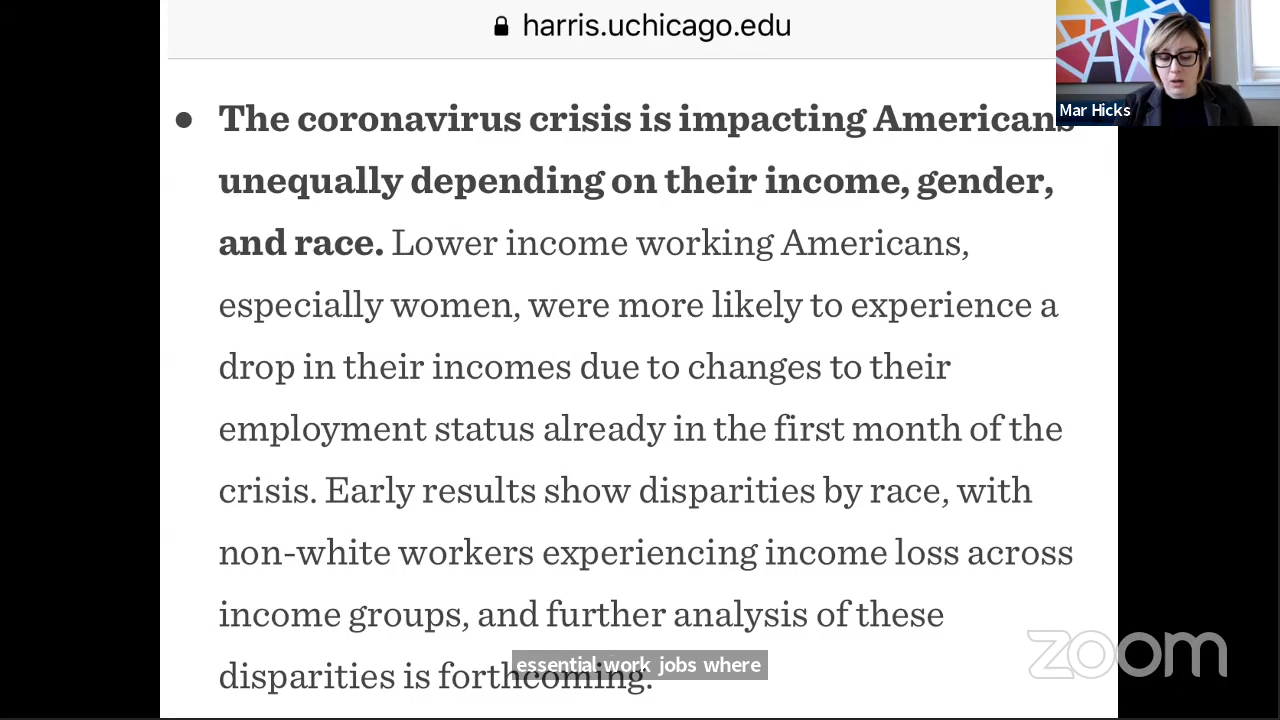 harris.uchicago.edu
Mar Hicks
● The coronavirus crisis is impacting Americans
unequally depending on their income, gender,
and race. Lower income working Americans,
especially women, were more likely to experience a
drop in their incomes due to changes to their
employment status already in the first month of the
crisis. Early results show disparities by race, with
non-white workers experiencing income loss across
income groups, and further analysis of these
disparities is forthcoming.
essential work jobs where
zoom